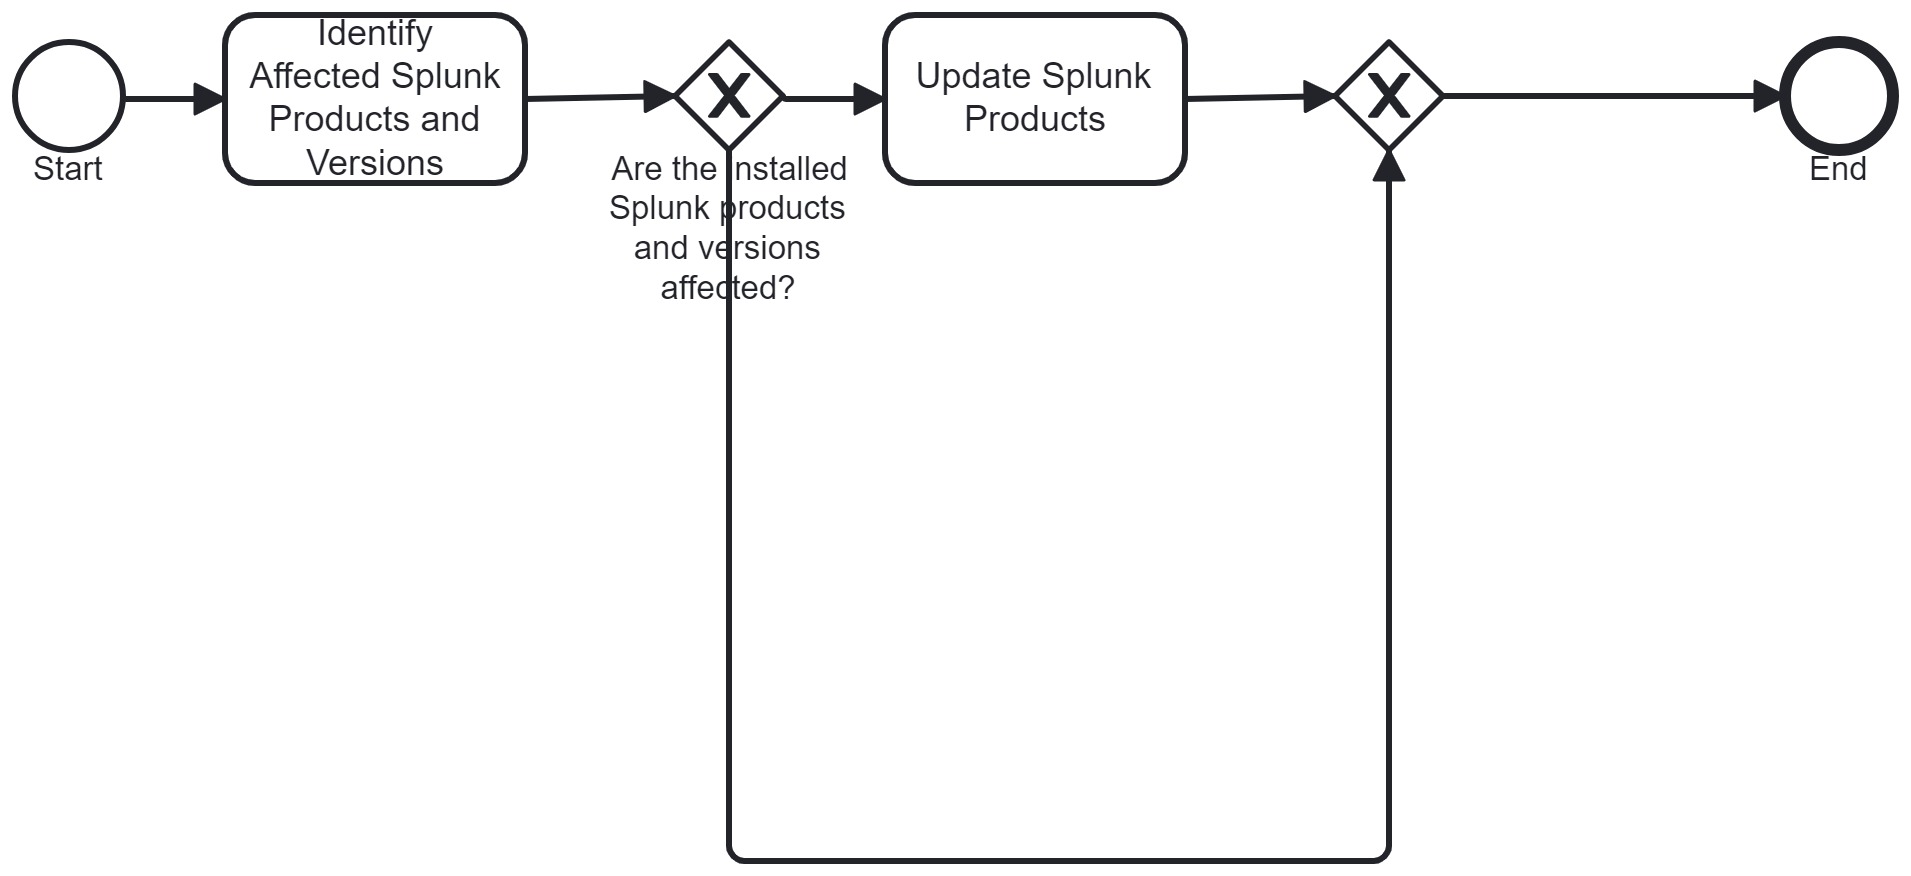 Start
Identify
Affected Splunk
Products and
Versions
X
Are the installed
Splunk products
and versions
affected?
Update Splunk
Products
X
End